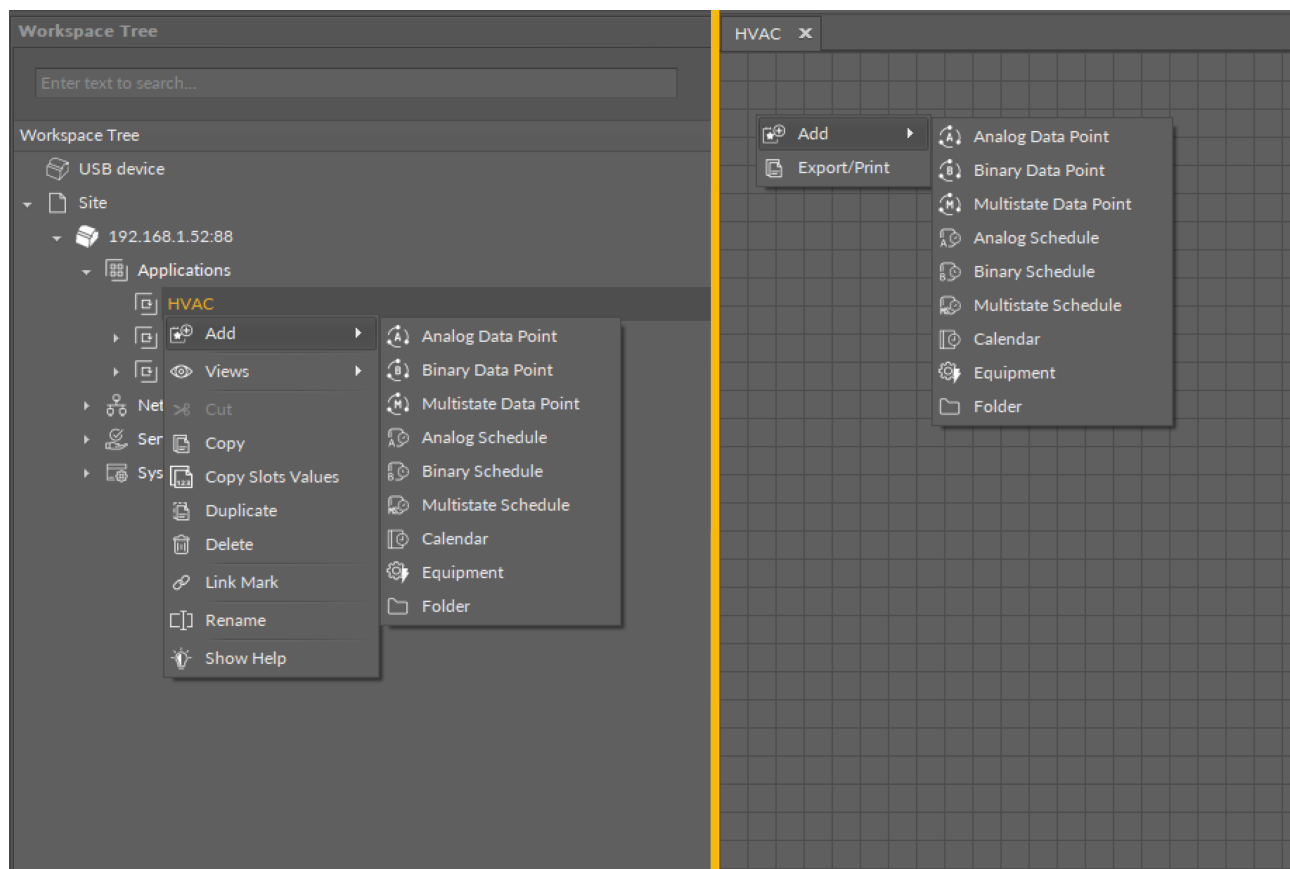 Workspace Tree
Enter text to search...
Workspace Tree
USB device
Site
192.168.1.52:88
Applications
HVAC
Add
Views
Net
Cut
Ser
Copy
Sys
Copy Slots Values
Duplicate
Delete
Link Mark
Rename
Show Help
Analog Data Point
Binary Data Point
Multistate Data Point
Analog Schedule
Binary Schedule
Multistate Schedule
Calendar
Equipment
Folder
HVAC
Add
Export/Print
Analog Data Point
Binary Data Point
Multistate Data Point
Analog Schedule
Binary Schedule
Multistate Schedule
Calendar
Equipment
Folder